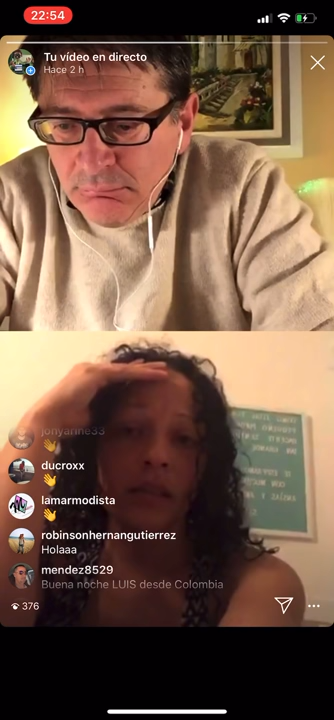 22:54
Tu vídeo en directo
Hace 2 h
jonyarine33
👋
ducroxx
👋
lamarmodista
👋
robinsonhernangutierrez
Holaaa
mendez8529
Buena noche LUIS desde Colombia
376